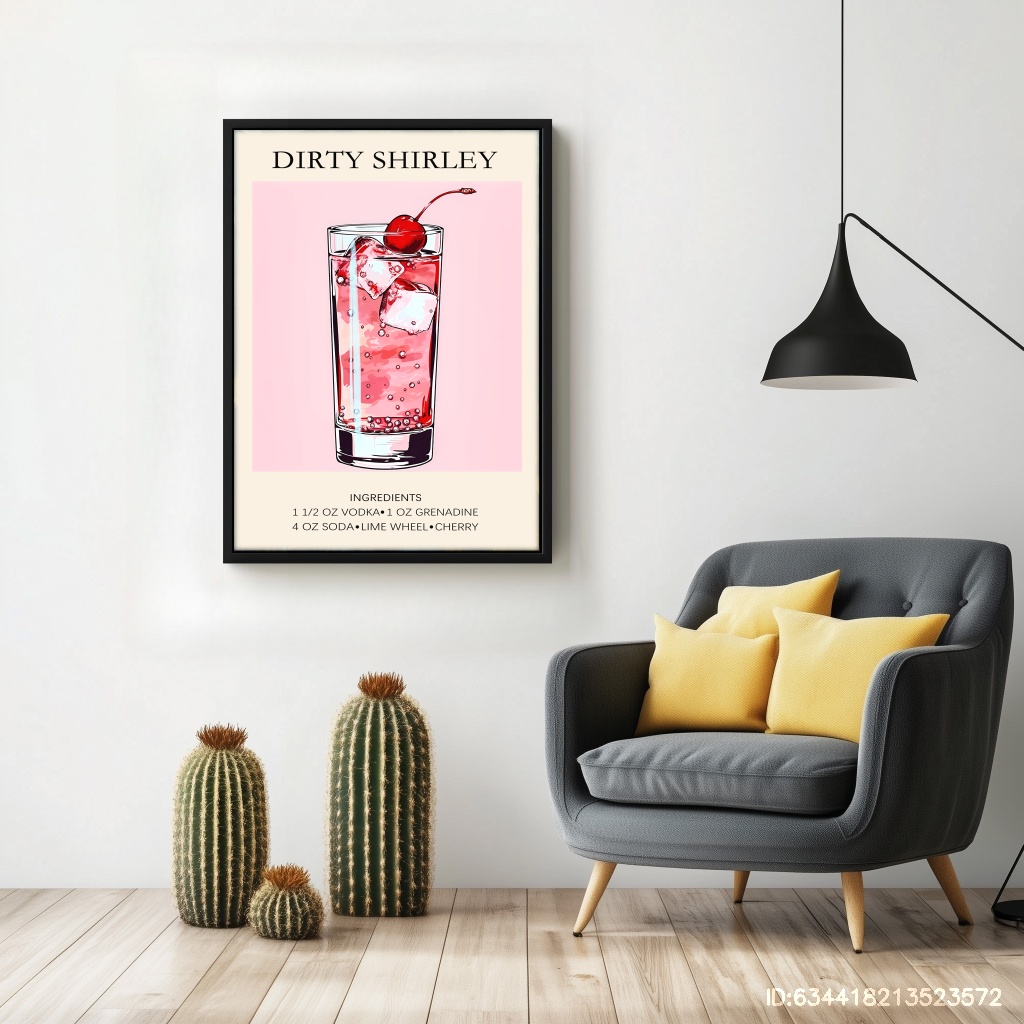 DIRTY SHIRLEY
INGREDIENTS
1 1/2 OZ VODKA•1 OZ GRENADINE
4 OZ SODA•LIME WHEEL•CHERRY
ID:634418213523572